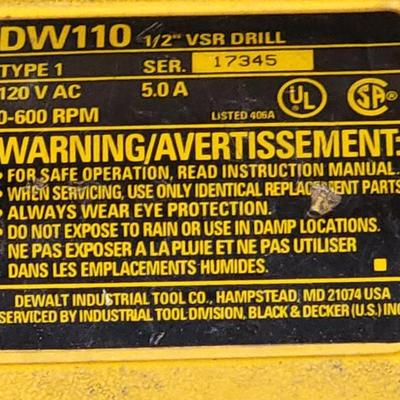 DW110 1/2" VSR DRILL
TYPE 1 SER. 17345
120 V AC 5.0 A
0-600 RPM
UL
SA
LISTED 406A
WARNING/AVERTISSEMENT:
• FOR SAFE OPERATION, READ INSTRUCTION MANUAL.
• WHEN SERVICING, USE ONLY IDENTICAL REPLACEMENT PARTS
• ALWAYS WEAR EYE PROTECTION.
• DO NOT EXPOSE TO RAIN OR USE IN DAMP LOCATIONS.
NE PAS EXPOSER A LA PLUIE ET NE PAS UTILISER
DANS LES EMPLACEMENTS HUMIDES.
DEWALT INDUSTRIAL TOOL CO., HAMPSTEAD, MD 21074 USA
SERVICED BY INDUSTRIAL TOOL DIVISION, BLACK & DECKER (U.S.) INC